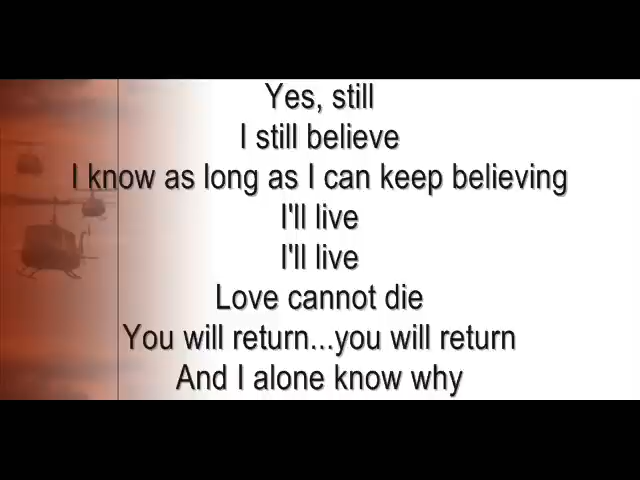 Yes, still
I still believe
I know as long as I can keep believing
I'll live
I'll live
Love cannot die
You will return...you will return
And I alone know why